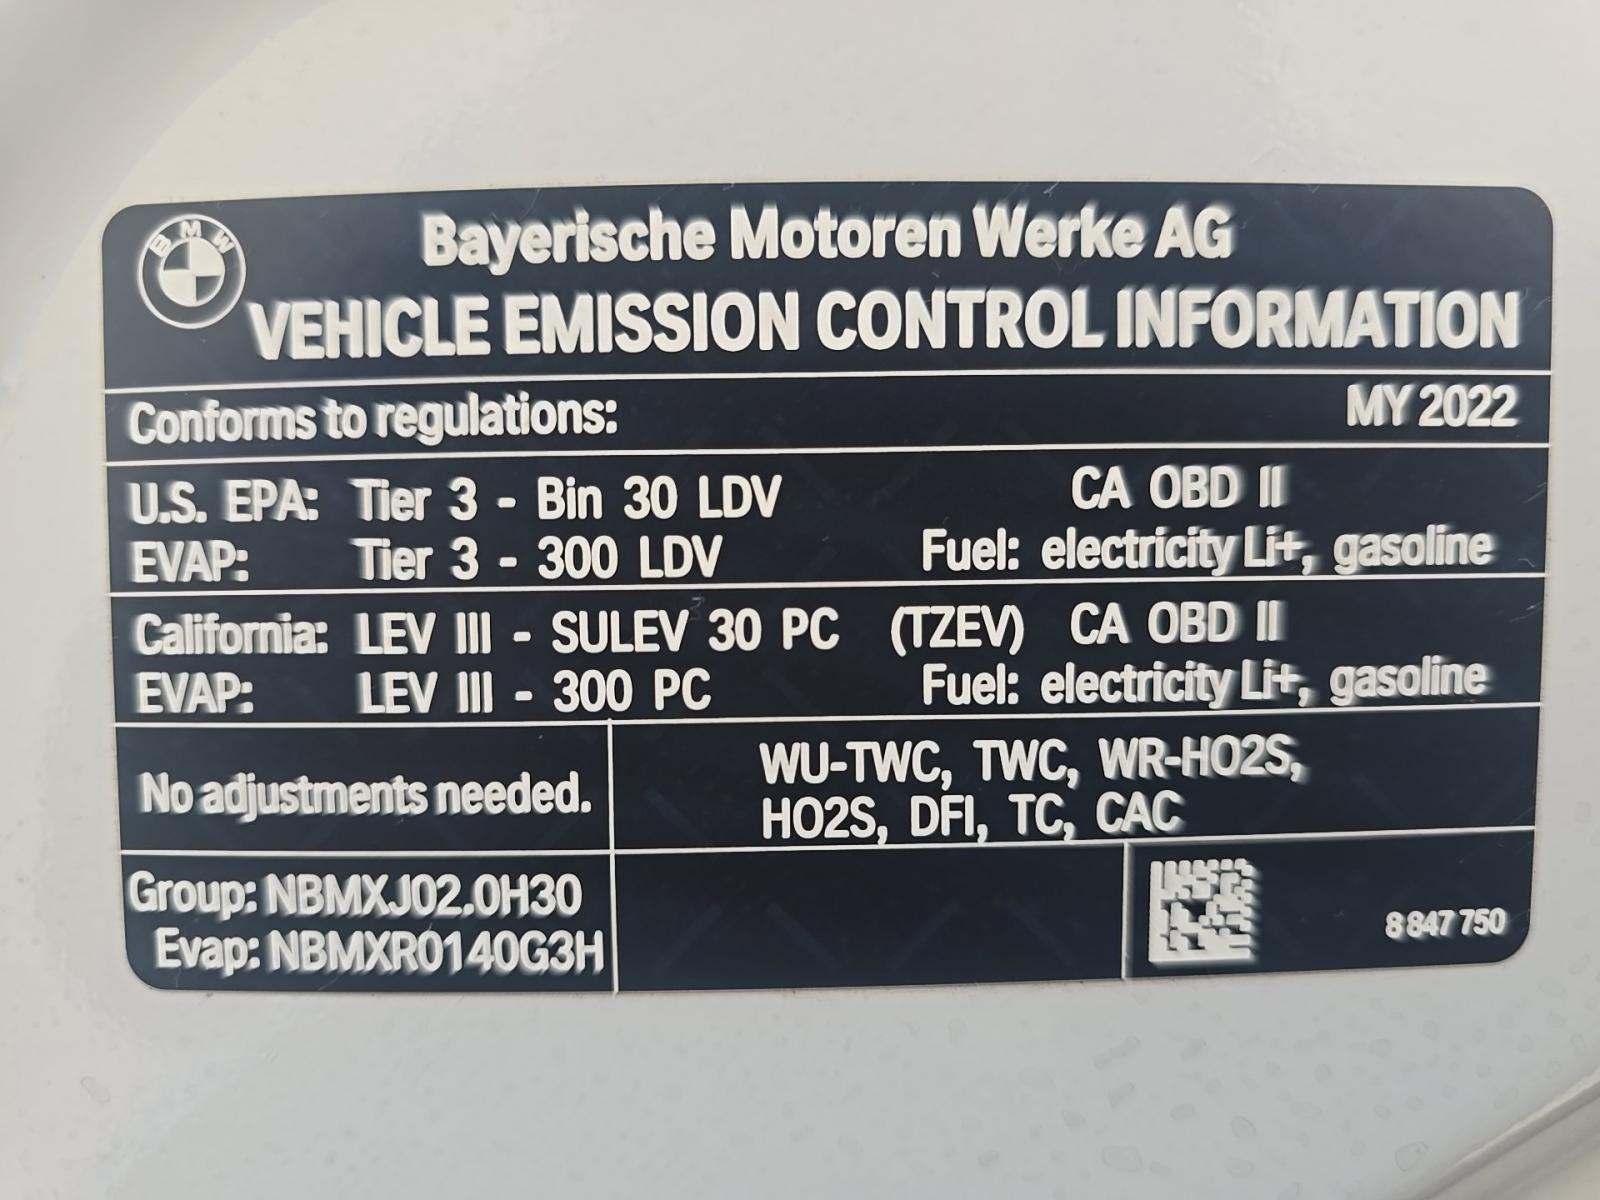 BMW
Bayerische Motoren Werke AG
VEHICLE EMISSION CONTROL INFORMATION
Conforms to regulations: MY 2022
U.S. EPA: Tier 3 - Bin 30 LDV CA OBD II
EVAP: Tier 3 - 300 LDV Fuel: electricity Li+, gasoline
California: LEV III - SULEV 30 PC (TZEV) CA OBD II
EVAP: LEV III - 300 PC Fuel: electricity Li+, gasoline
No adjustments needed.
WU-TWC, TWC, WR-HO2S,
HO2S, DFI, TC, CAC
Group: NBMXJ02.0H30
Evap: NBMXR0140G3H
8 847 750